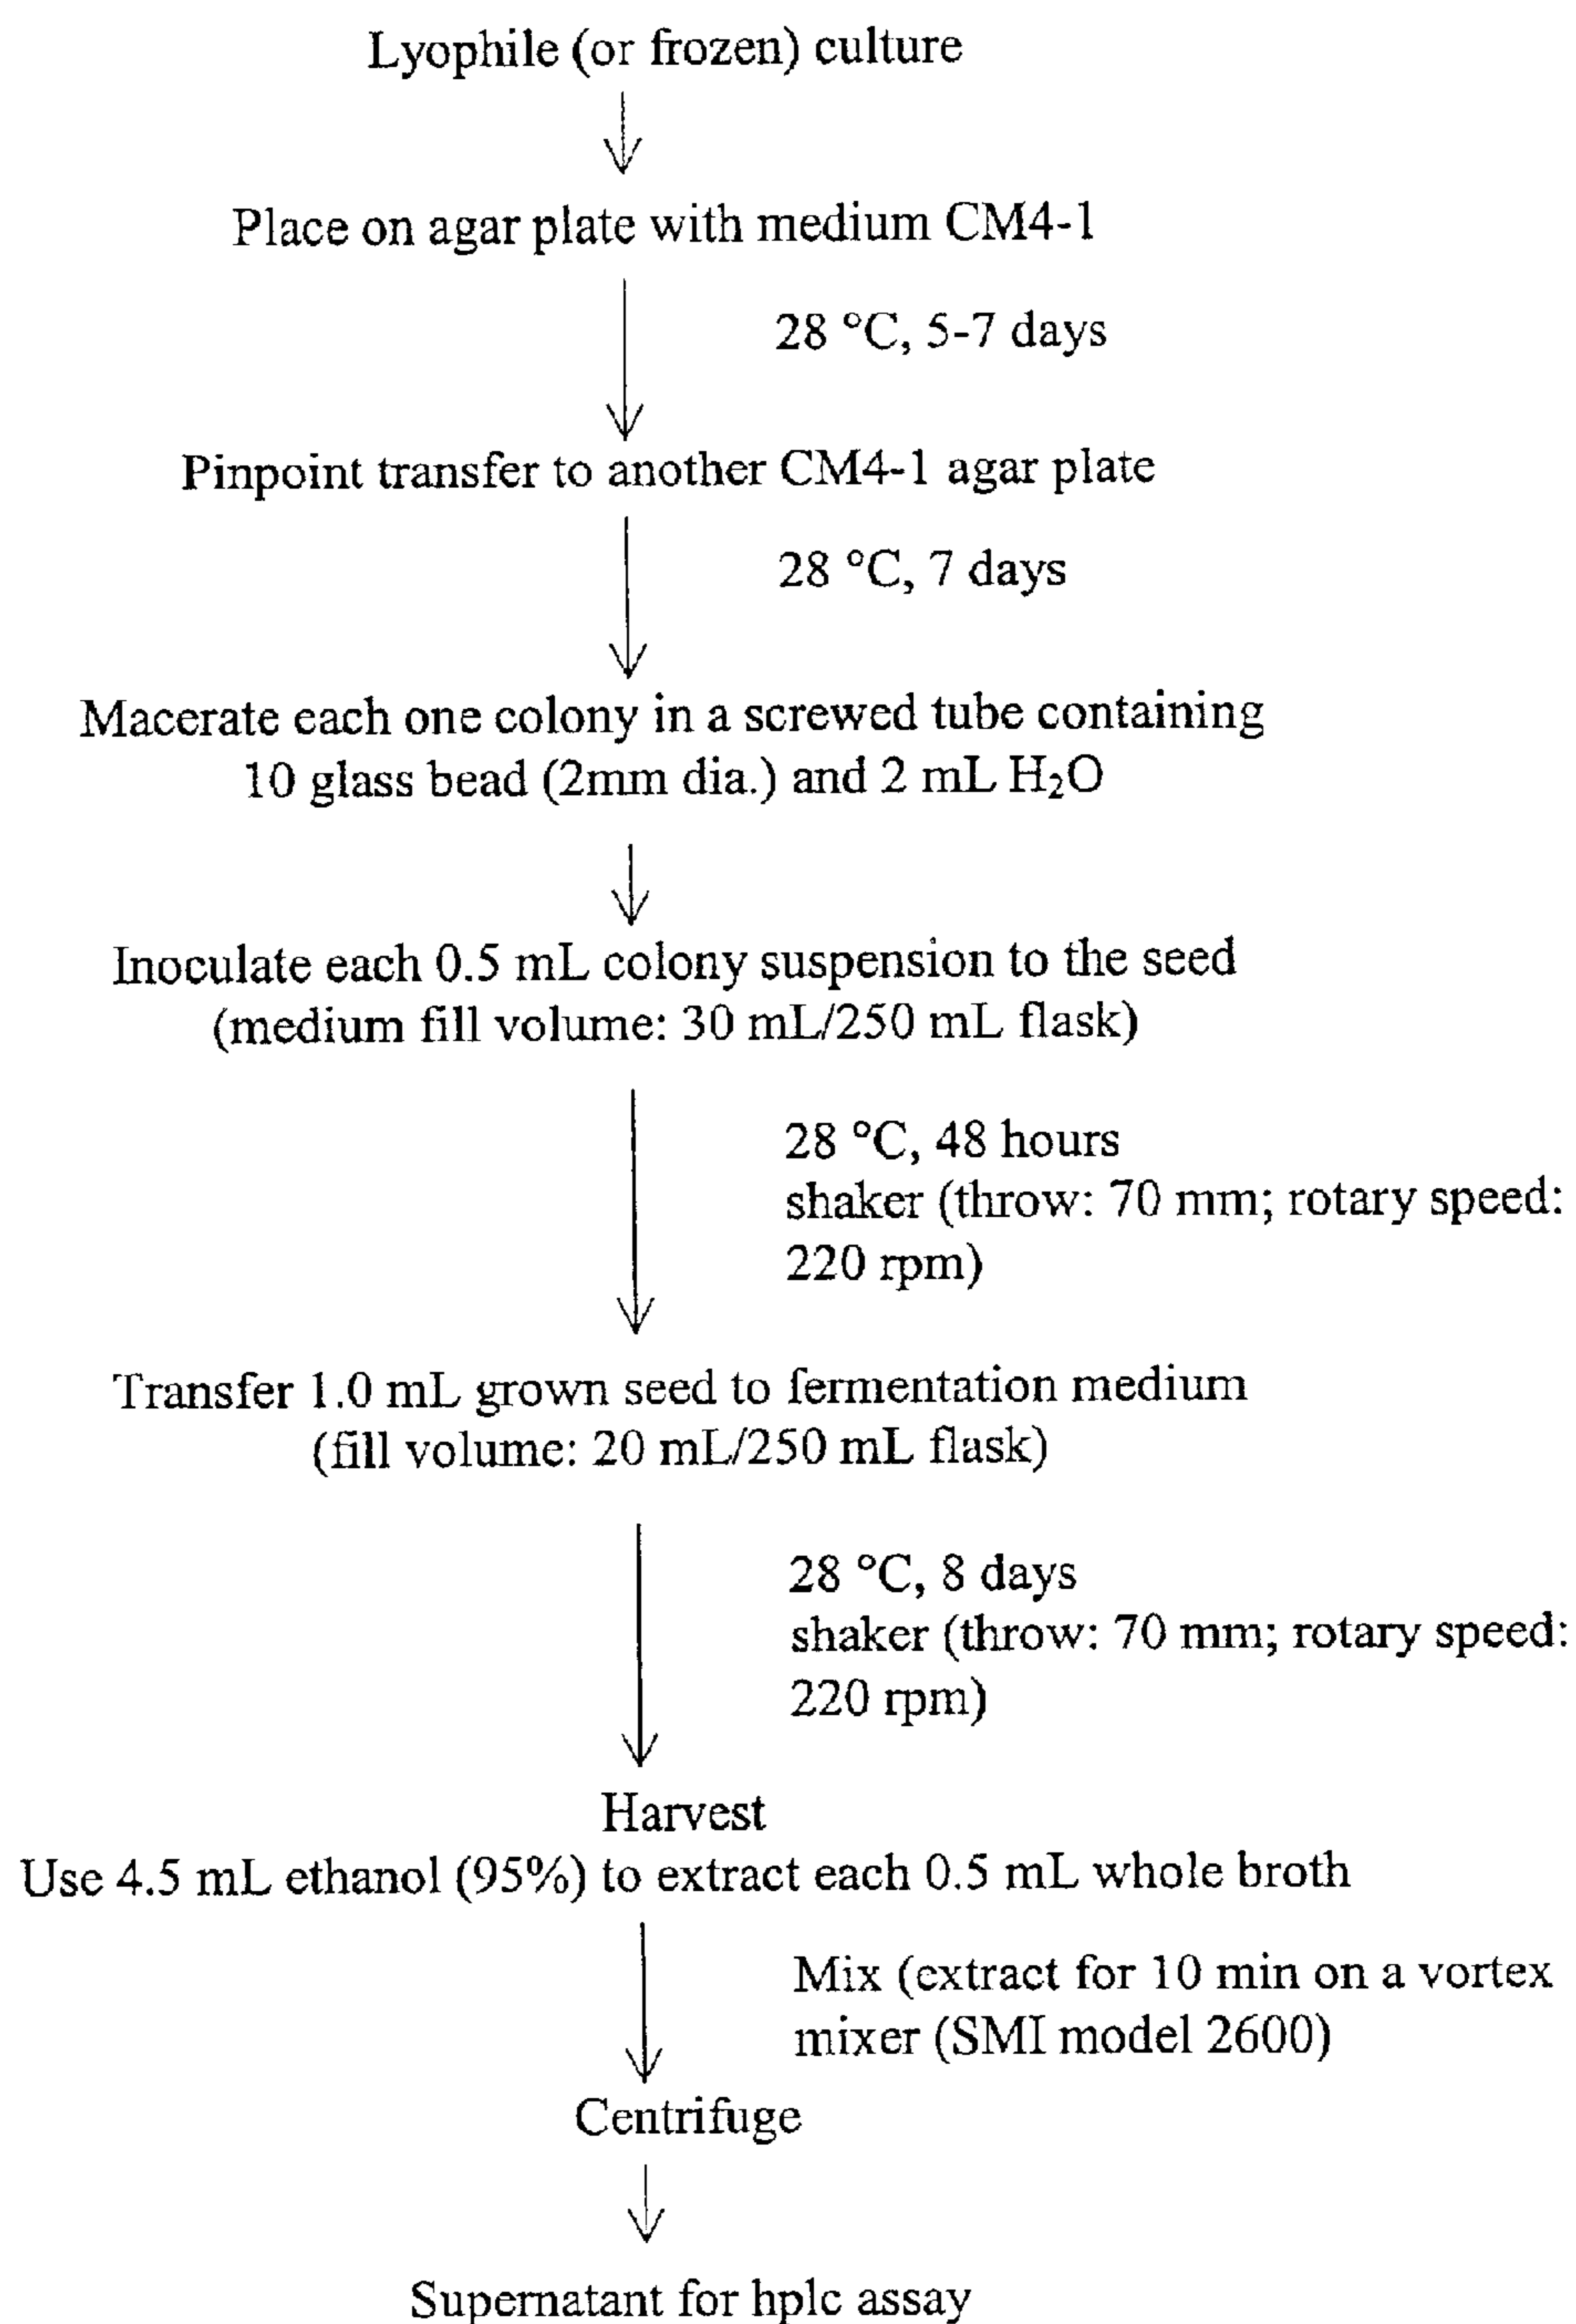 Lyophile (or frozen) culture
Place on agar plate with medium CM4-1
28 °C, 5-7 days
Pinpoint transfer to another CM4-1 agar plate
28 °C, 7 days
Macerate each one colony in a screwed tube containing
10 glass bead (2mm dia.) and 2 mL H₂O
Inoculate each 0.5 mL colony suspension to the seed
(medium fill volume: 30 mL/250 mL flask)
28 °C, 48 hours
shaker (throw: 70 mm; rotary speed:
220 rpm)
Transfer 1.0 mL grown seed to fermentation medium
(fill volume: 20 mL/250 mL flask)
28 °C, 8 days
shaker (throw: 70 mm; rotary speed:
220 rpm)
Harvest
Use 4.5 mL ethanol (95%) to extract each 0.5 mL whole broth
Mix (extract for 10 min on a vortex
mixer (SMI model 2600)
Centrifuge
Supernatant for hplc assay